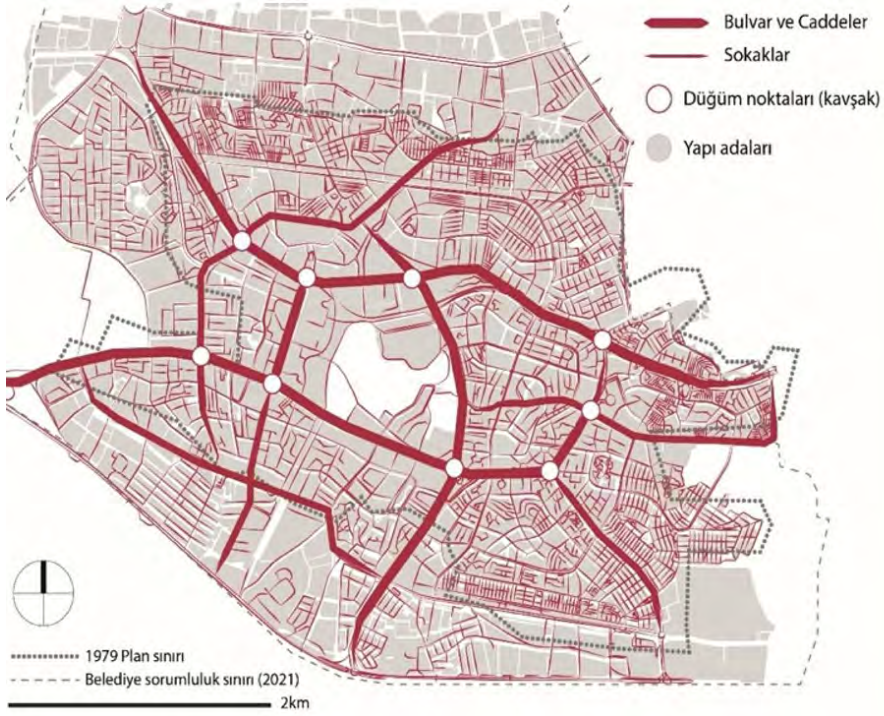 Bulvar ve Caddeler
Sokaklar
Düğüm noktaları (kavşak)
Yapı adaları
1979 Plan sınırı
Belediye sorumluluk sınırı (2021)
2km